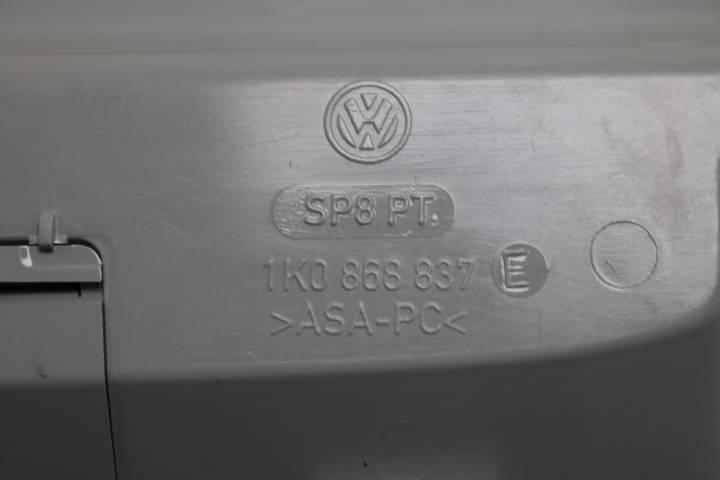 SP8 PT.
1K0 868 837 E
>ASA-PC<